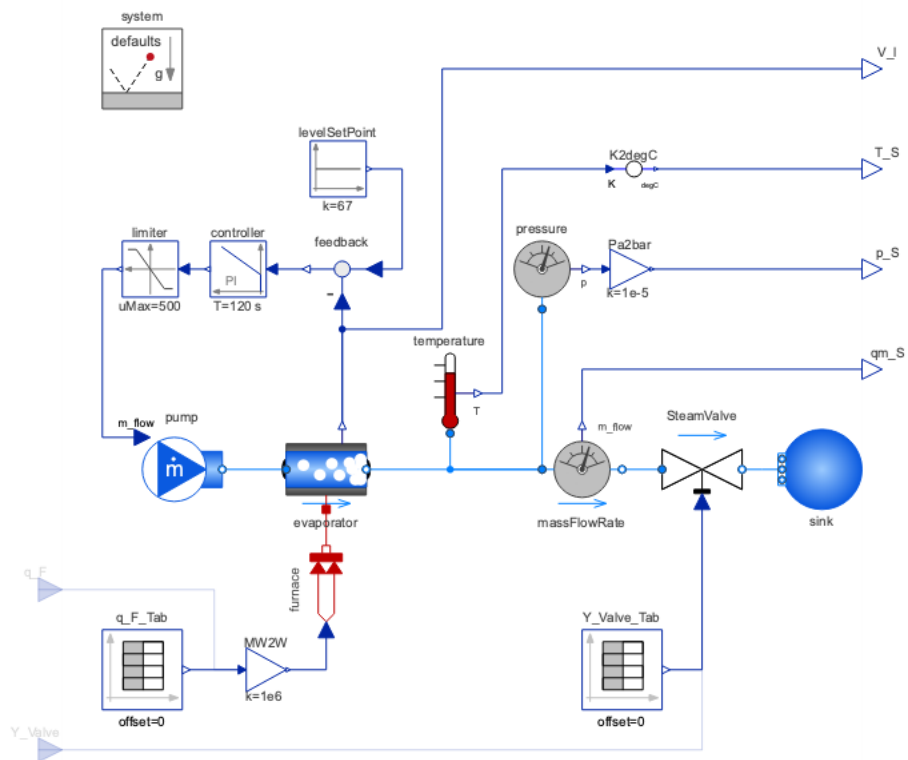 system
defaults
g
V_l
levelSetPoint
k=67
K2degC
K
degC
T_S
limiter
controller
feedback
PI
uMax=500
T=120 s
-
pressure
Pa2bar
p
k=1e-5
p_S
temperature
T
qm_S
m_flow
pump
m_flow
SteamValve
ṁ
evaporator
massFlowRate
sink
furnace
q_F
q_F_Tab
Y_Valve_Tab
MW2W
k=1e6
offset=0
offset=0
Y_Valve